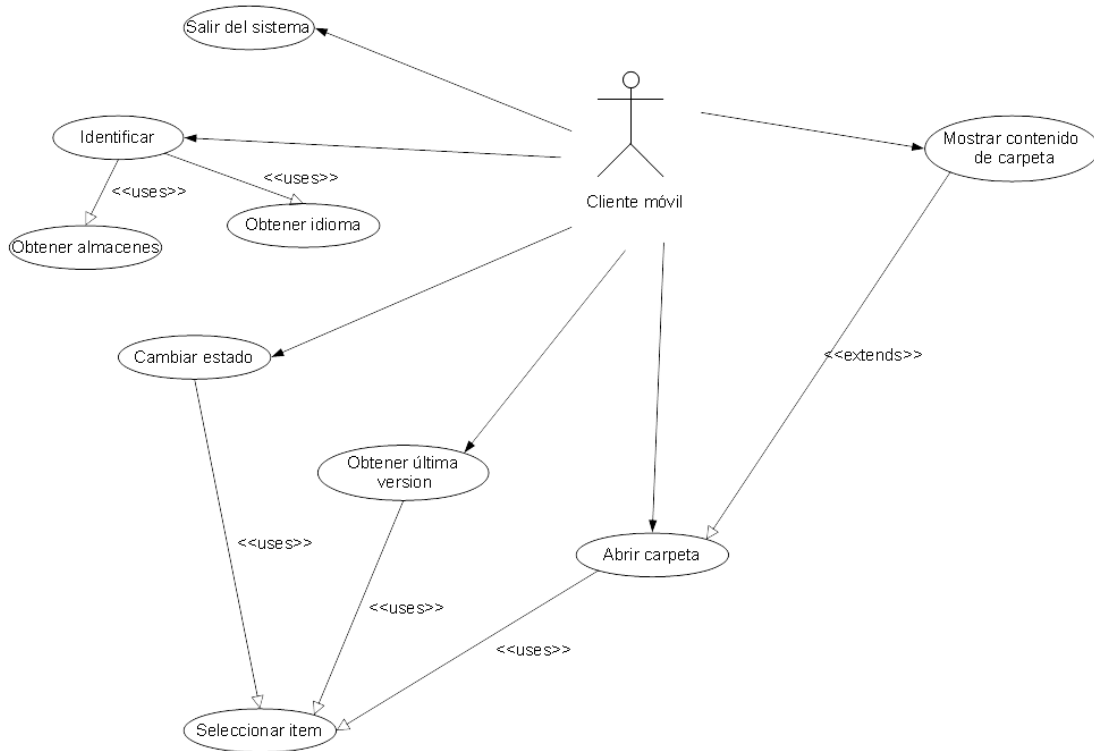 Salir del sistema
Identificar
Mostrar contenido
de carpeta
<<uses>>
<<uses>>
Cliente móvil
Obtener idioma
Obtener almacenes
Cambiar estado
<<extends>>
Obtener última
version
<<uses>>
Abrir carpeta
<<uses>>
<<uses>>
Seleccionar item